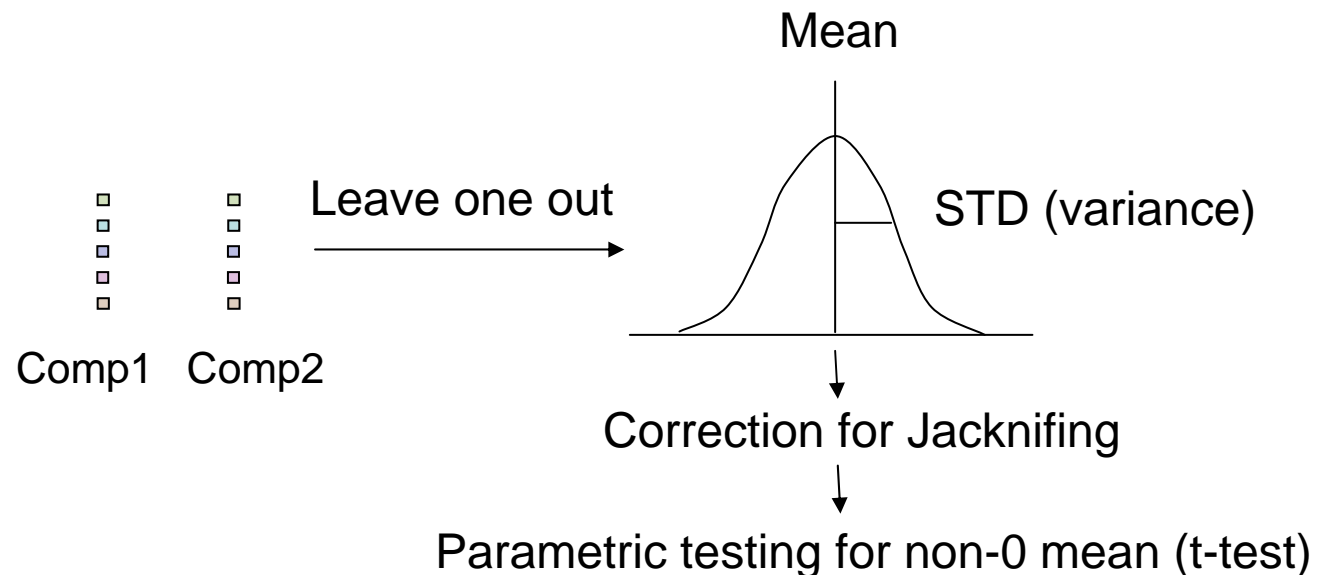 Mean
Leave one out
STD (variance)
Comp1 Comp2
Correction for Jacknifing
Parametric testing for non-0 mean (t-test)